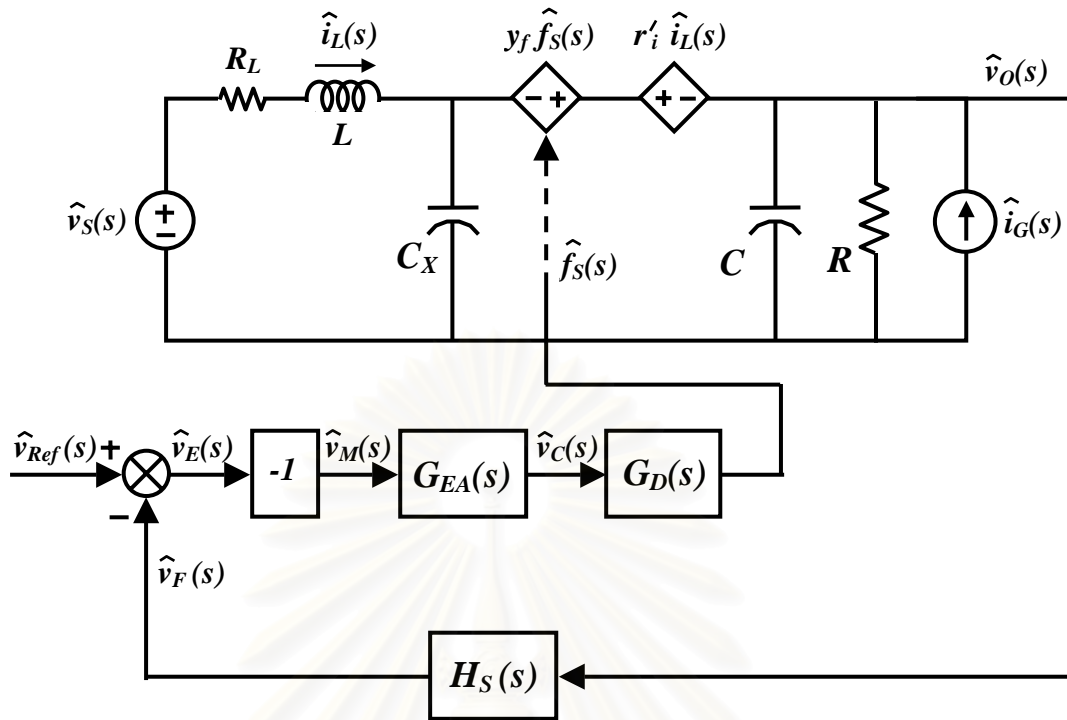 î_L(s)
y_f f̂_S(s)
r'_i î_L(s)
v̂_O(s)
R_L
L
- +
+ -
v̂_S(s)
+
-
C_X
f̂_S(s)
C
R
î_G(s)
v̂_Ref(s)
+
v̂_E(s)
-1
v̂_M(s)
G_EA(s)
v̂_C(s)
G_D(s)
-
v̂_F(s)
H_S(s)